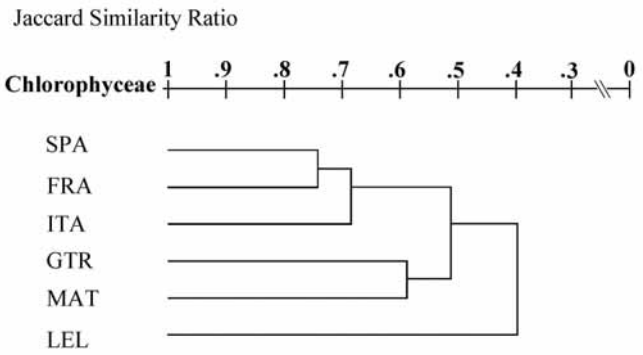 Jaccard Similarity Ratio
1 .9 .8 .7 .6 .5 .4 .3 0
Chlorophyceae
SPA
FRA
ITA
GTR
MAT
LEL